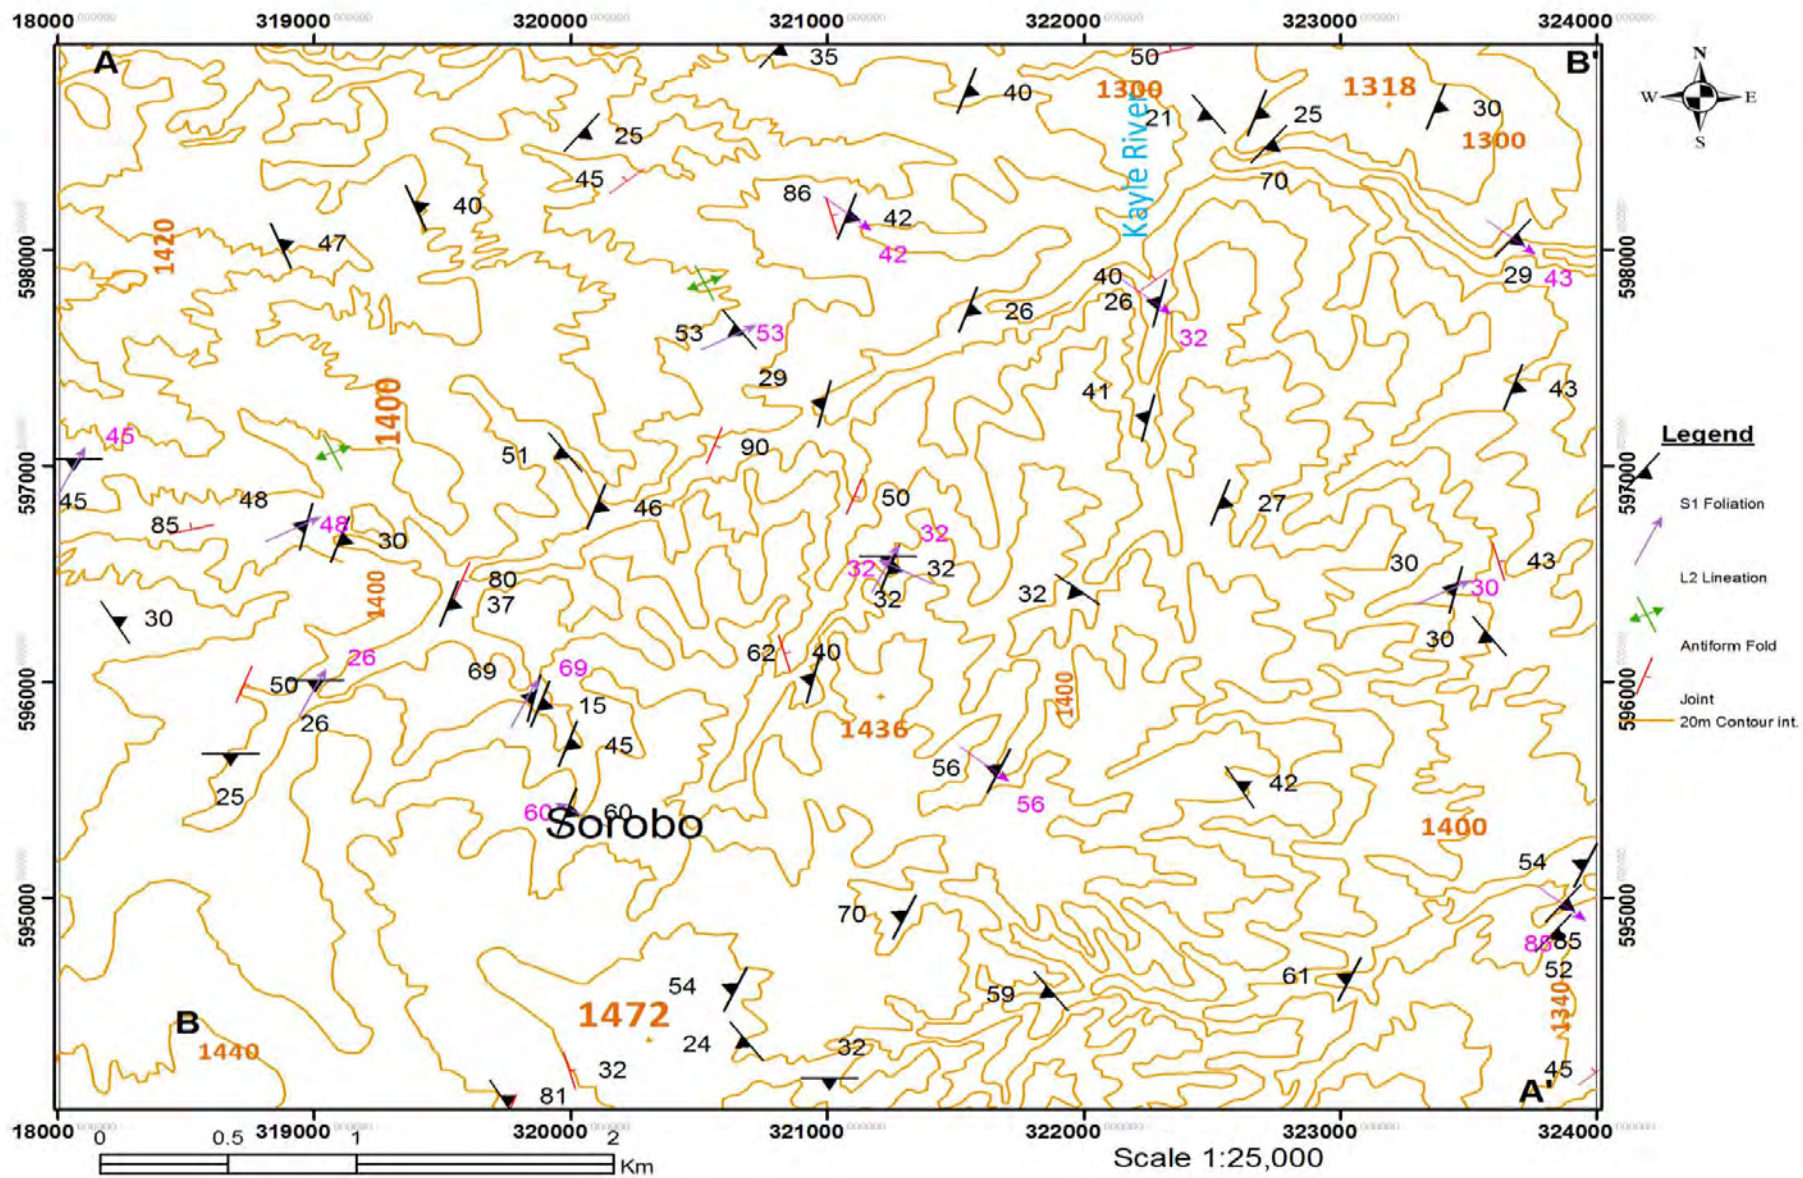 18000 319000 320000 321000 322000 323000 324000
A 35 50 B'
40 1300 1318
21 25 30
25 1300
45 70
86
40 42
47 42
1420
Kayle River
598000 598000
29 43
40
26 26
32
53 53
29
41 43
1400
45
51 90
597000 597000
45 48 46 50 27
85 48 32
30
30 43
32 32
80 32 32 30
1400 37
30
30
26 69 69 62 40
50
15 1400
596000 596000
26 1436
45
25 56
56 42
60 60
Sorobo
1400
54
595000 595000
70
85 85
61 52
54 59
1472 1340
B
1440 24 32
32 45
81 A'
18000 319000 320000 321000 322000 323000 324000
0 0.5 1 2
Km
Scale 1:25,000
N
W E
S
Legend
S1 Foliation
L2 Lineation
Antiform Fold
Joint
20m Contour int.